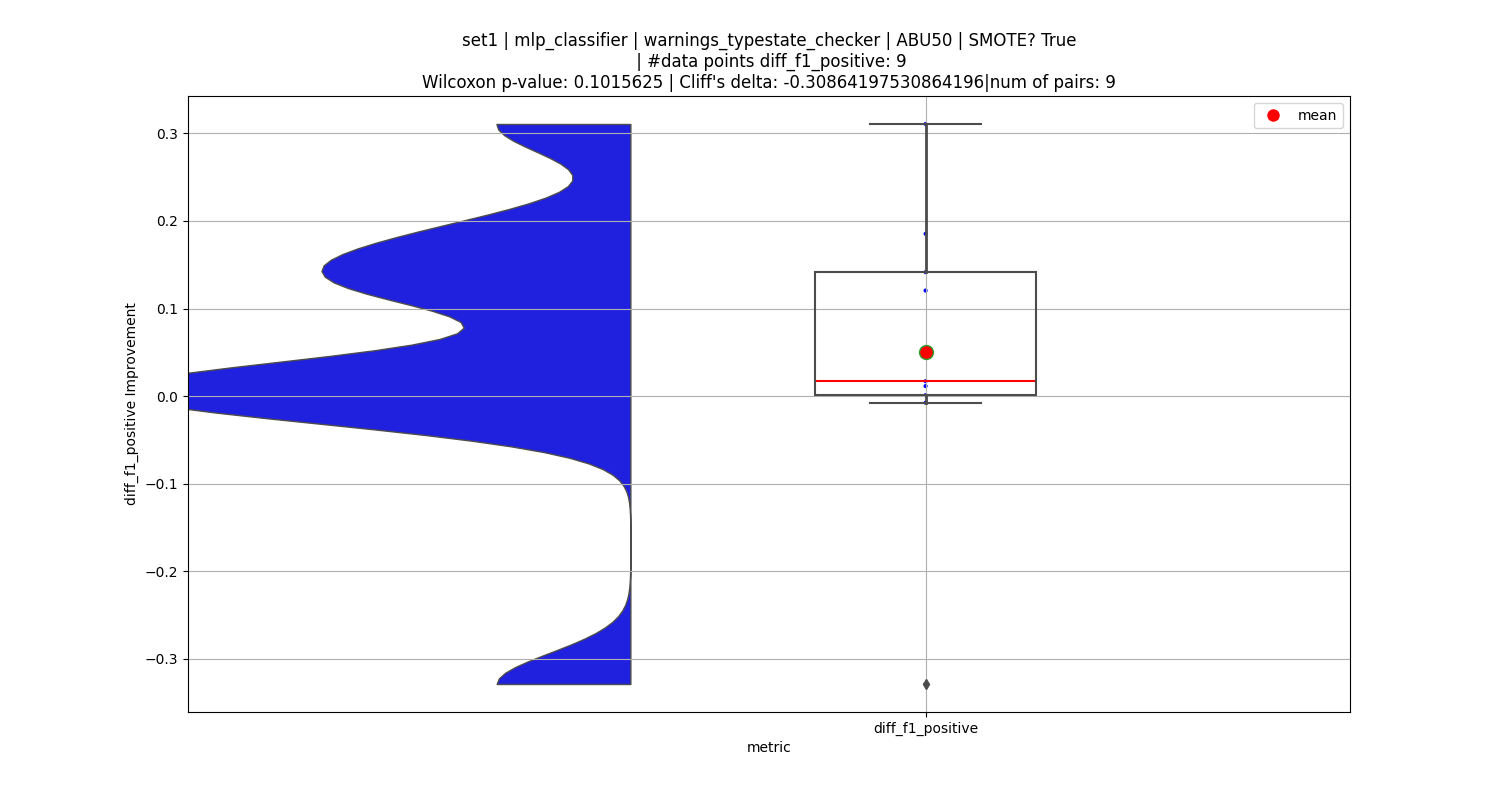 set1 | mlp_classifier | warnings_typestate_checker | ABU50 | SMOTE? True
| #data points diff_f1_positive: 9
Wilcoxon p-value: 0.1015625 | Cliff's delta: -0.30864197530864196|num of pairs: 9
mean
0.3
0.2
0.1
0.0
−0.1
−0.2
−0.3
diff_f1_positive Improvement
diff_f1_positive
metric